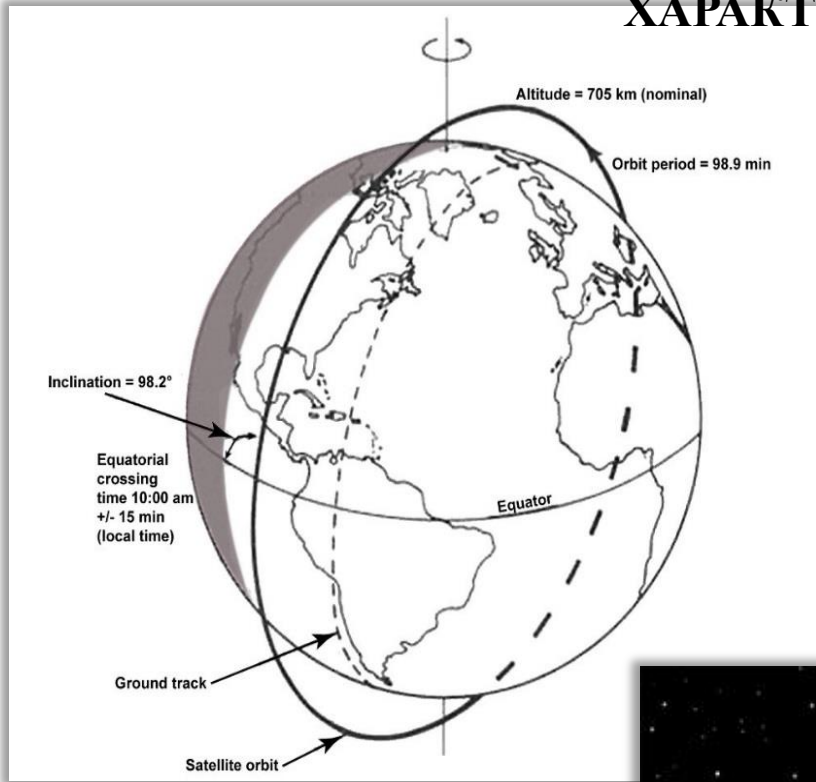 ХАРАКТ
Altitude = 705 km (nominal)
Orbit period = 98.9 min
Inclination = 98.2°
Equatorial
crossing
time 10:00 am
+/- 15 min
(local time)
Equator
Ground track
Satellite orbit